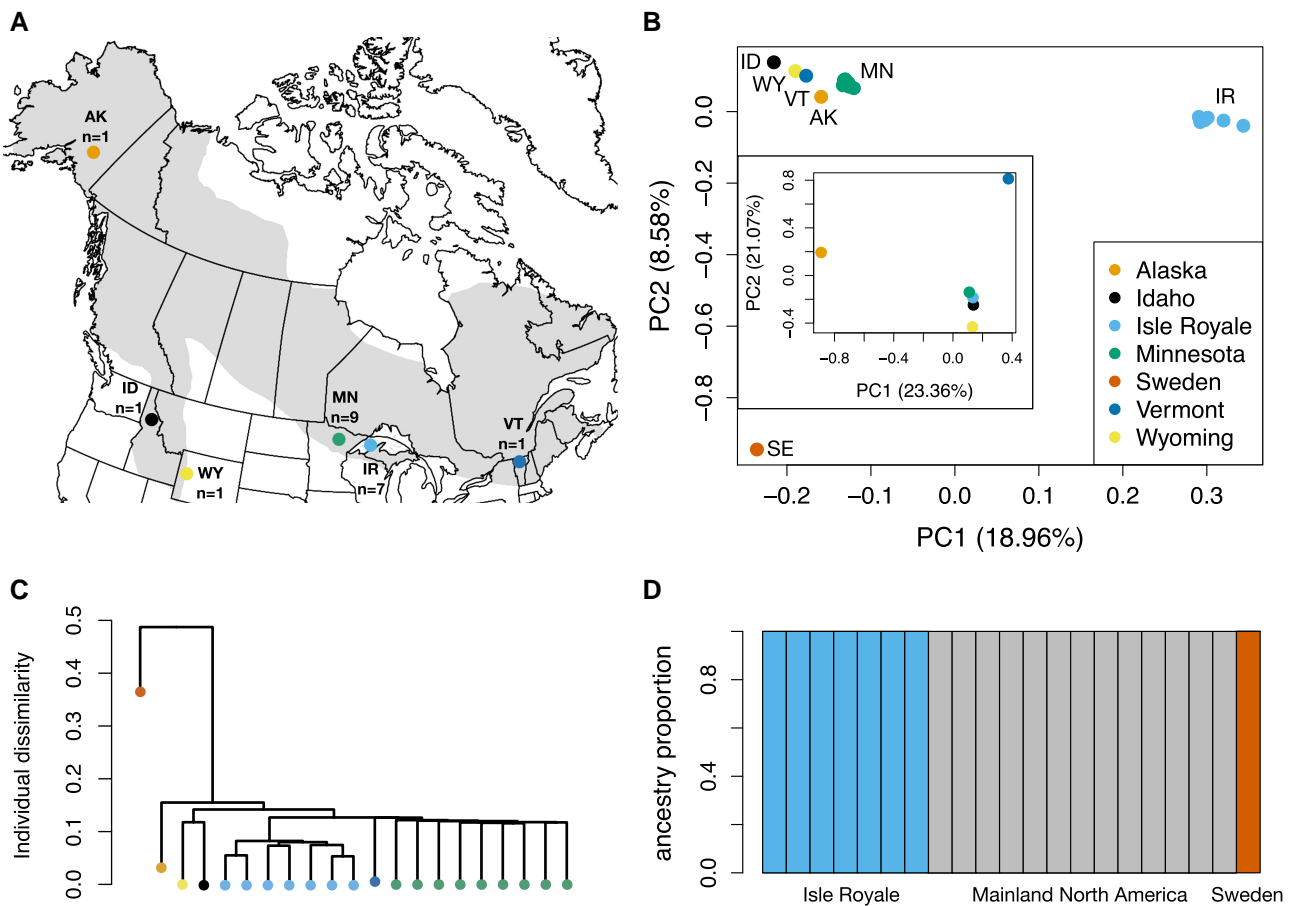 A
AK
n=1
ID
n=1
WY
n=1
MN
n=9
IR
n=7
VT
n=1
B
PC2 (8.58%)
0.0
−0.2
−0.4
−0.6
−0.8
ID
WY
VT
AK
MN
IR
SE
PC2 (21.07%)
0.8
0.4
0.0
−0.4
−0.8
−0.4
0.0
0.4
PC1 (23.36%)
Alaska
Idaho
Isle Royale
Minnesota
Sweden
Vermont
Wyoming
−0.2
−0.1
0.0
0.1
0.2
0.3
PC1 (18.96%)
C
Individual dissimilarity
0.5
0.4
0.3
0.2
0.1
0.0
D
ancestry proportion
0.8
0.4
0.0
Isle Royale
Mainland North America
Sweden